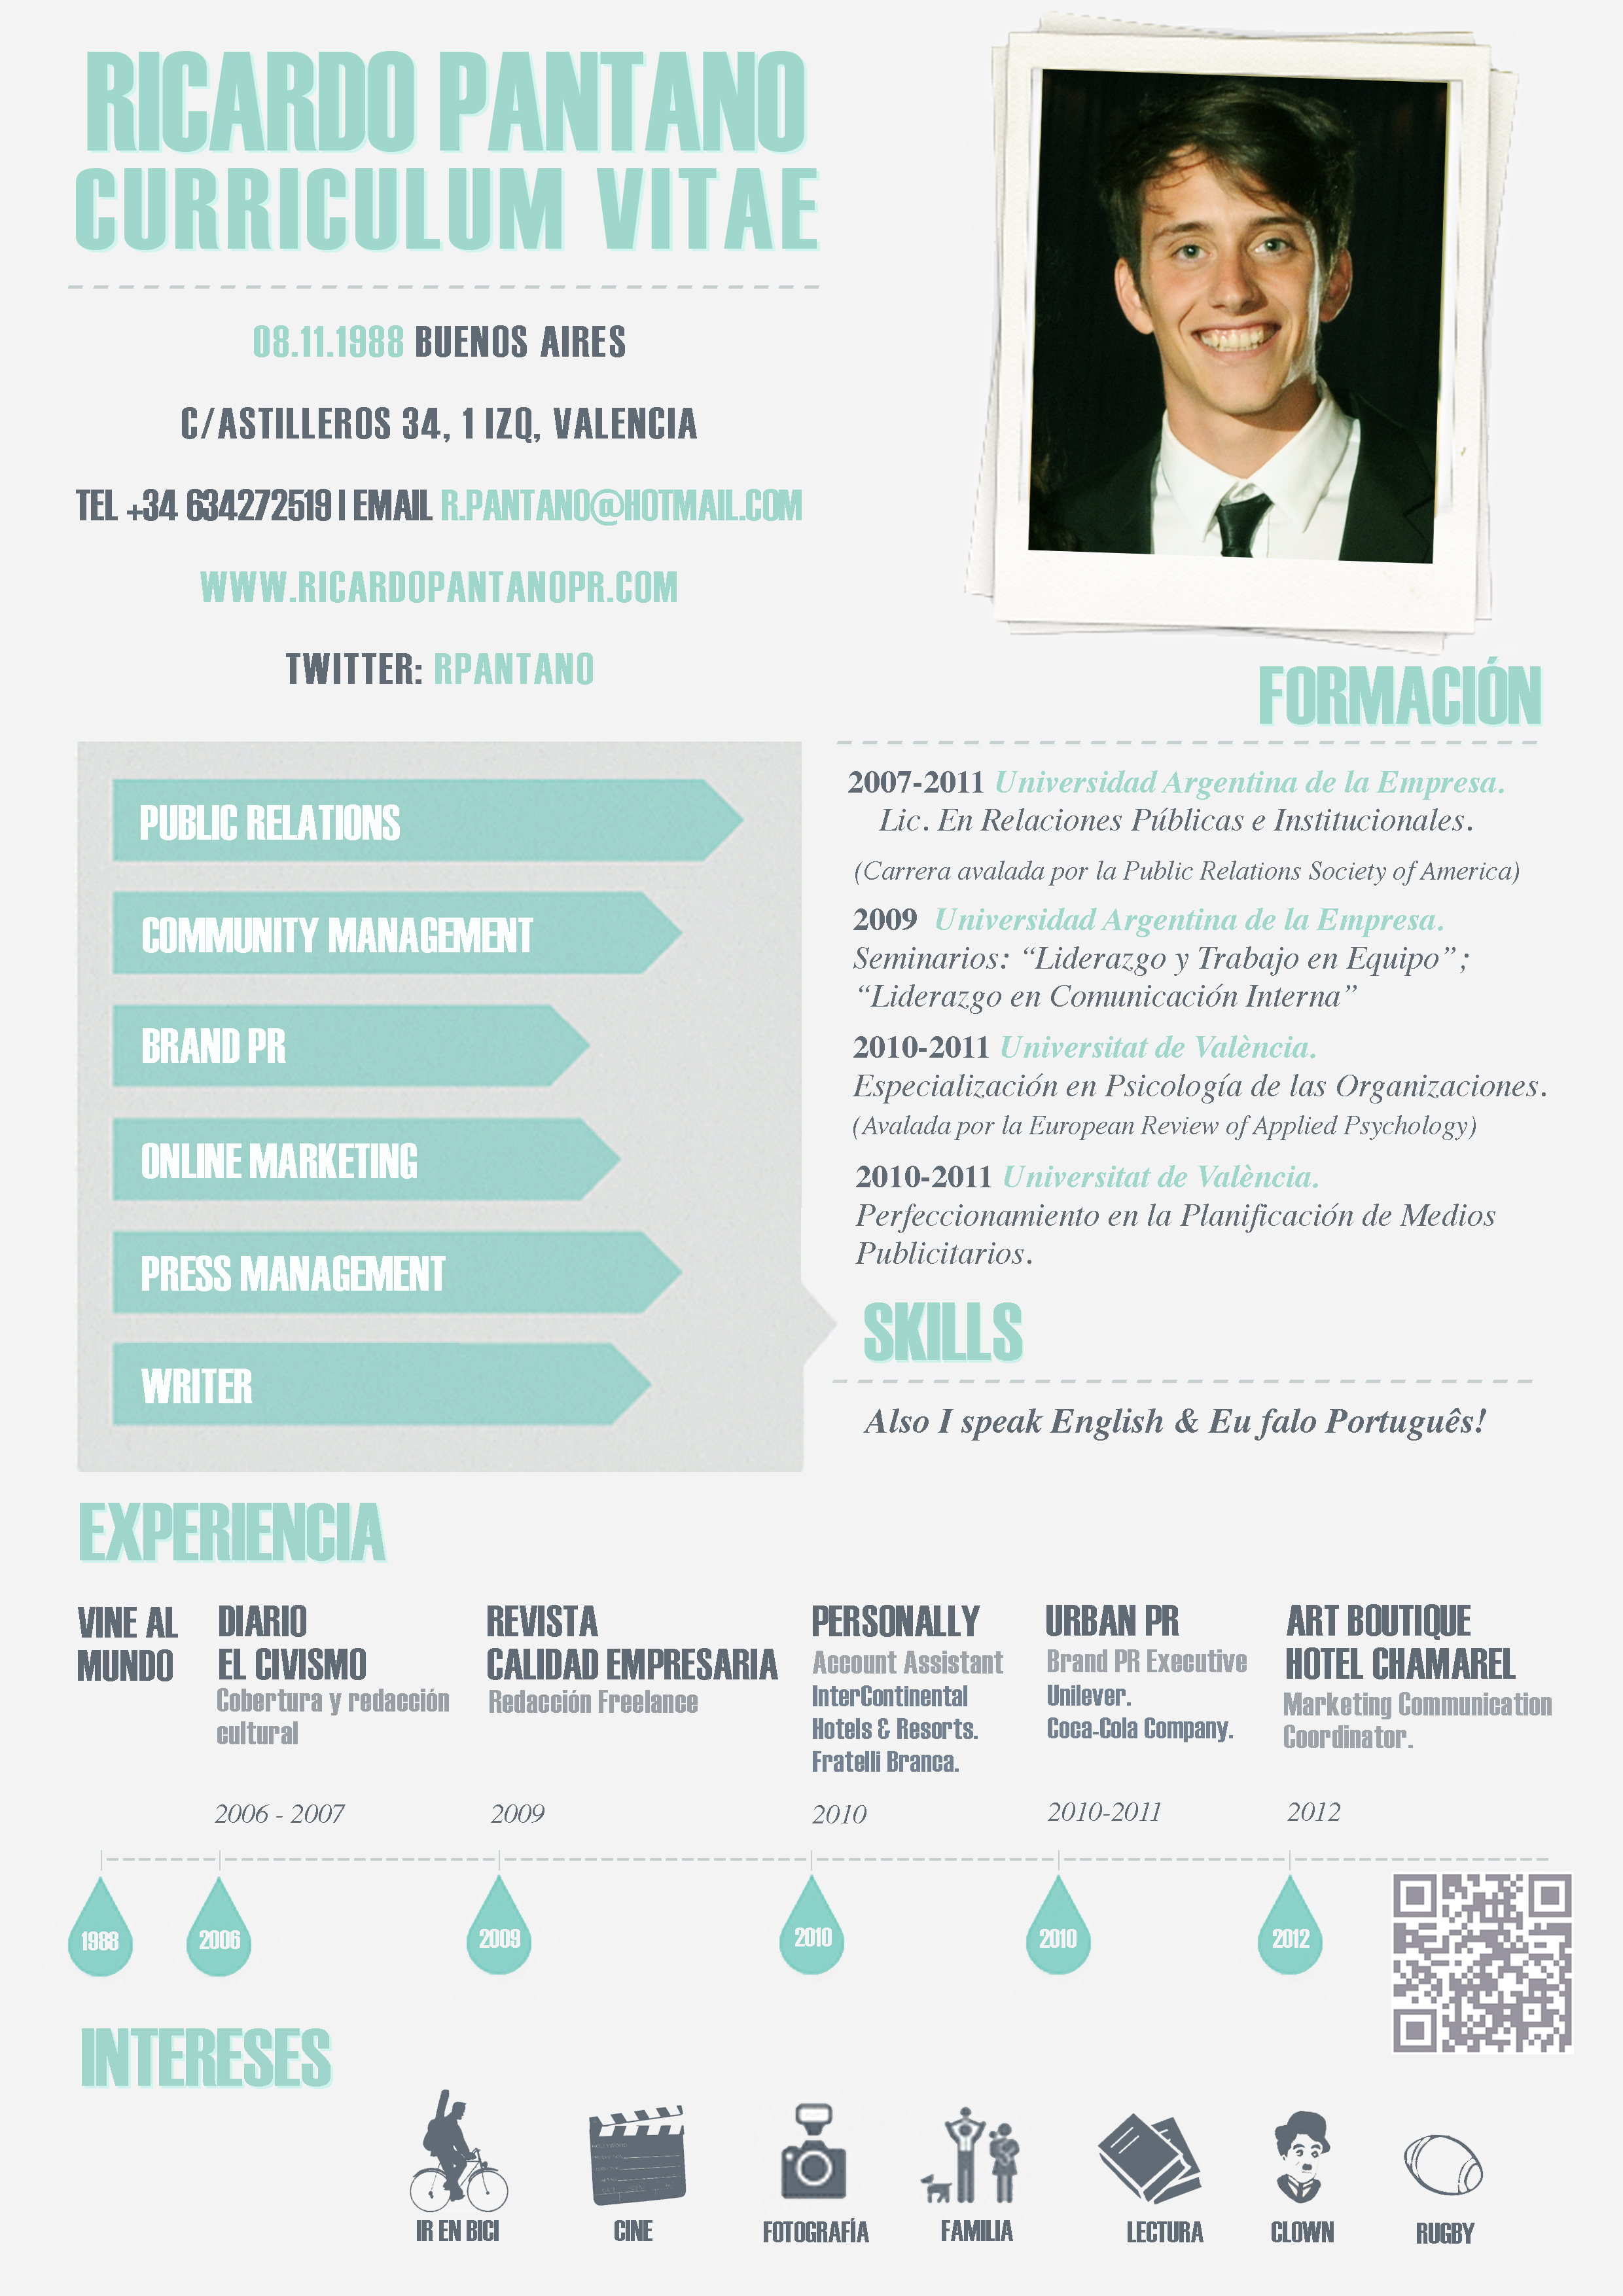 RICARDO PANTANO
CURRICULUM VITAE
08.11.1988 BUENOS AIRES
C/ASTILLEROS 34, 1 IZQ, VALENCIA
TEL +34 634272519 | EMAIL R.PANTANO@HOTMAIL.COM
WWW.RICARDOPANTANOPR.COM
TWITTER: RPANTANO
PUBLIC RELATIONS
COMMUNITY MANAGEMENT
BRAND PR
ONLINE MARKETING
PRESS MANAGEMENT
WRITER
FORMACIÓN
2007-2011 Universidad Argentina de la Empresa.
Lic. En Relaciones Públicas e Institucionales.
(Carrera avalada por la Public Relations Society of America)
2009 Universidad Argentina de la Empresa.
Seminarios: “Liderazgo y Trabajo en Equipo”;
“Liderazgo en Comunicación Interna”
2010-2011 Universitat de València.
Especialización en Psicología de las Organizaciones.
(Avalada por la European Review of Applied Psychology)
2010-2011 Universitat de València.
Perfeccionamiento en la Planificación de Medios
Publicitarios.
SKILLS
Also I speak English & Eu falo Português!
EXPERIENCIA
VINE AL
MUNDO
DIARIO
EL CIVISMO
Cobertura y redacción
cultural
2006 - 2007
REVISTA
CALIDAD EMPRESARIA
Redacción Freelance
2009
PERSONALLY
Account Assistant
InterContinental
Hotels & Resorts.
Fratelli Branca.
2010
URBAN PR
Brand PR Executive
Unilever.
Coca-Cola Company.
2010-2011
ART BOUTIQUE
HOTEL CHAMAREL
Marketing Communication
Coordinator.
2012
1988
2006
2009
2010
2010
2012
INTERESES
IR EN BICI
CINE
FOTOGRAFÍA
FAMILIA
LECTURA
CLOWN
RUGBY